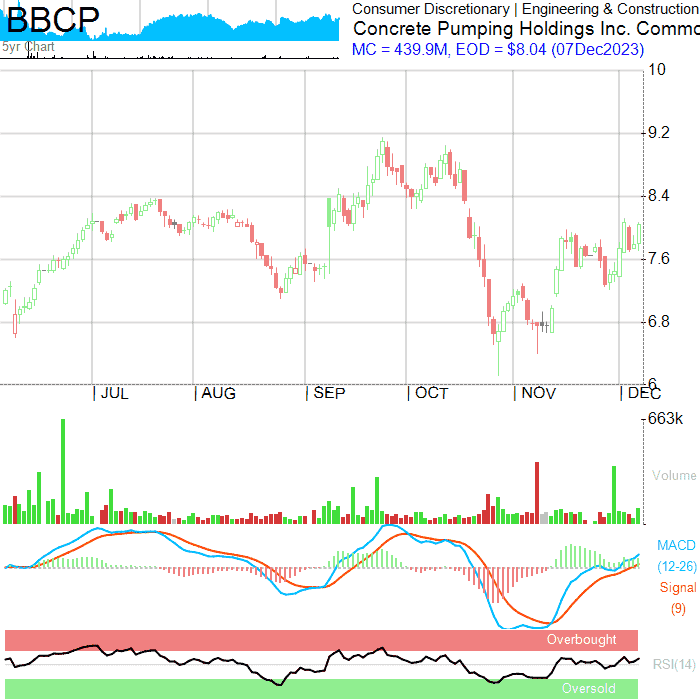 BBCP
5yr Chart
Consumer Discretionary | Engineering & Construction
Concrete Pumping Holdings Inc. Commo
MC = 439.9M, EOD = $8.04 (07Dec2023)
10
9.2
8.4
7.6
6.8
6
| JUL | AUG | SEP | OCT | NOV | DEC
663k
Volume
MACD
(12-26)
Signal
(9)
Overbought
RSI(14)
Oversold